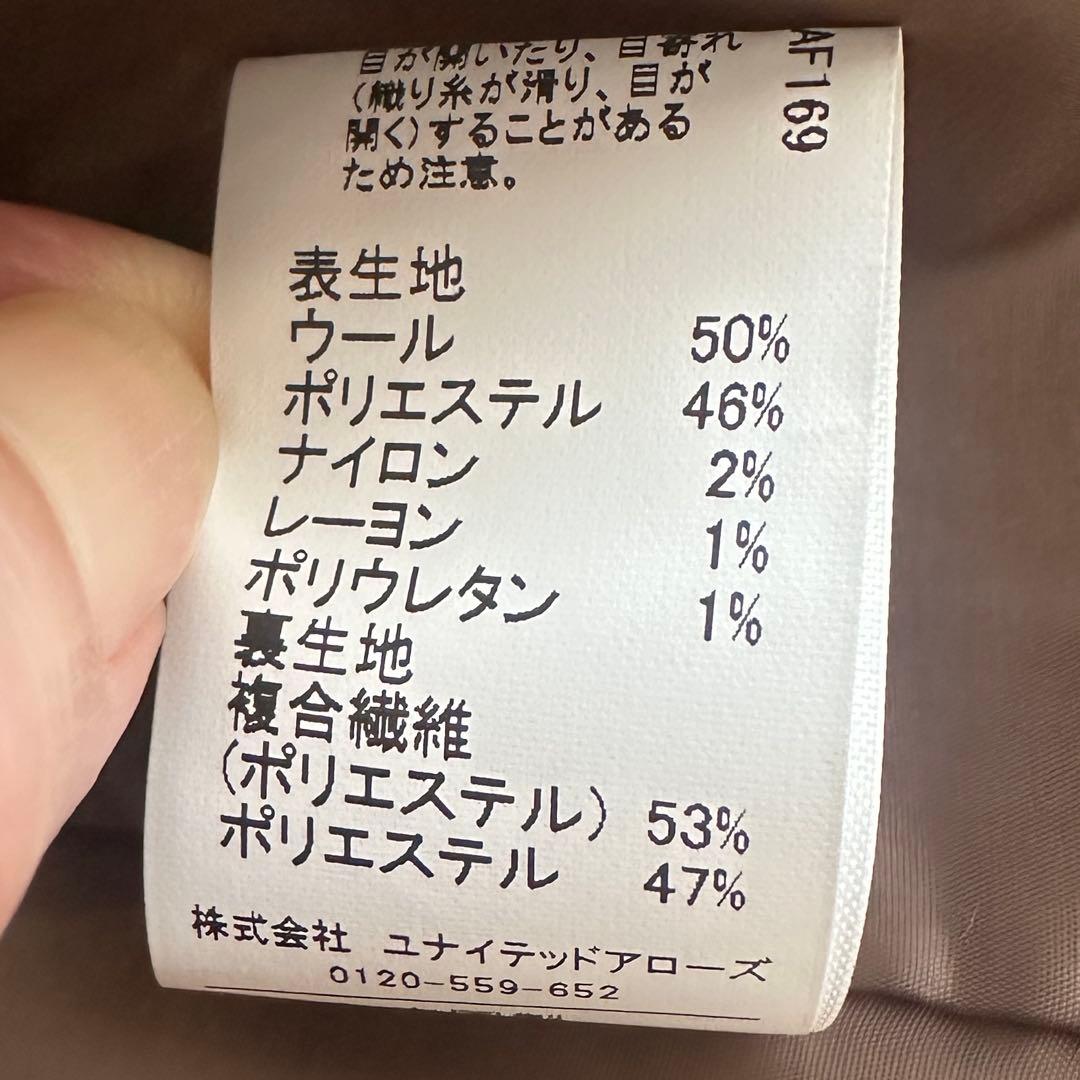 目が開いたり、目寄れ
(織り糸が滑り、目が
開く)することがある
ため注意。
AF169
表生地
ウール 50%
ポリエステル 46%
ナイロン 2%
レーヨン 1%
ポリウレタン 1%
裏生地
複合繊維
(ポリエステル) 53%
ポリエステル 47%
株式会社 ユナイテッドアローズ
0120-559-652